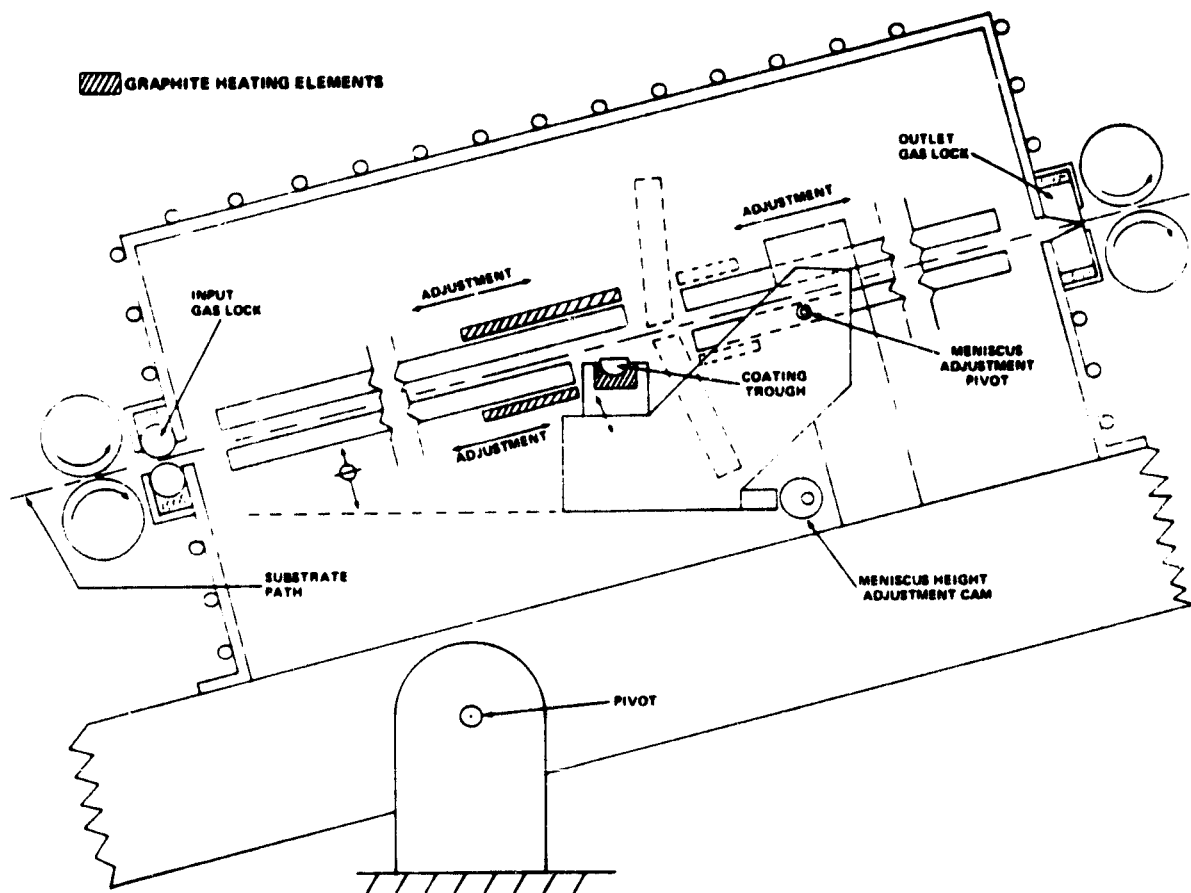 GRAPHITE HEATING ELEMENTS
OUTLET
GAS LOCK
ADJUSTMENT
ADJUSTMENT
INPUT
GAS LOCK
MENISCUS
ADJUSTMENT
PIVOT
COATING
TROUGH
ADJUSTMENT
SUBSTRATE
PATH
MENISCUS HEIGHT
ADJUSTMENT CAM
PIVOT